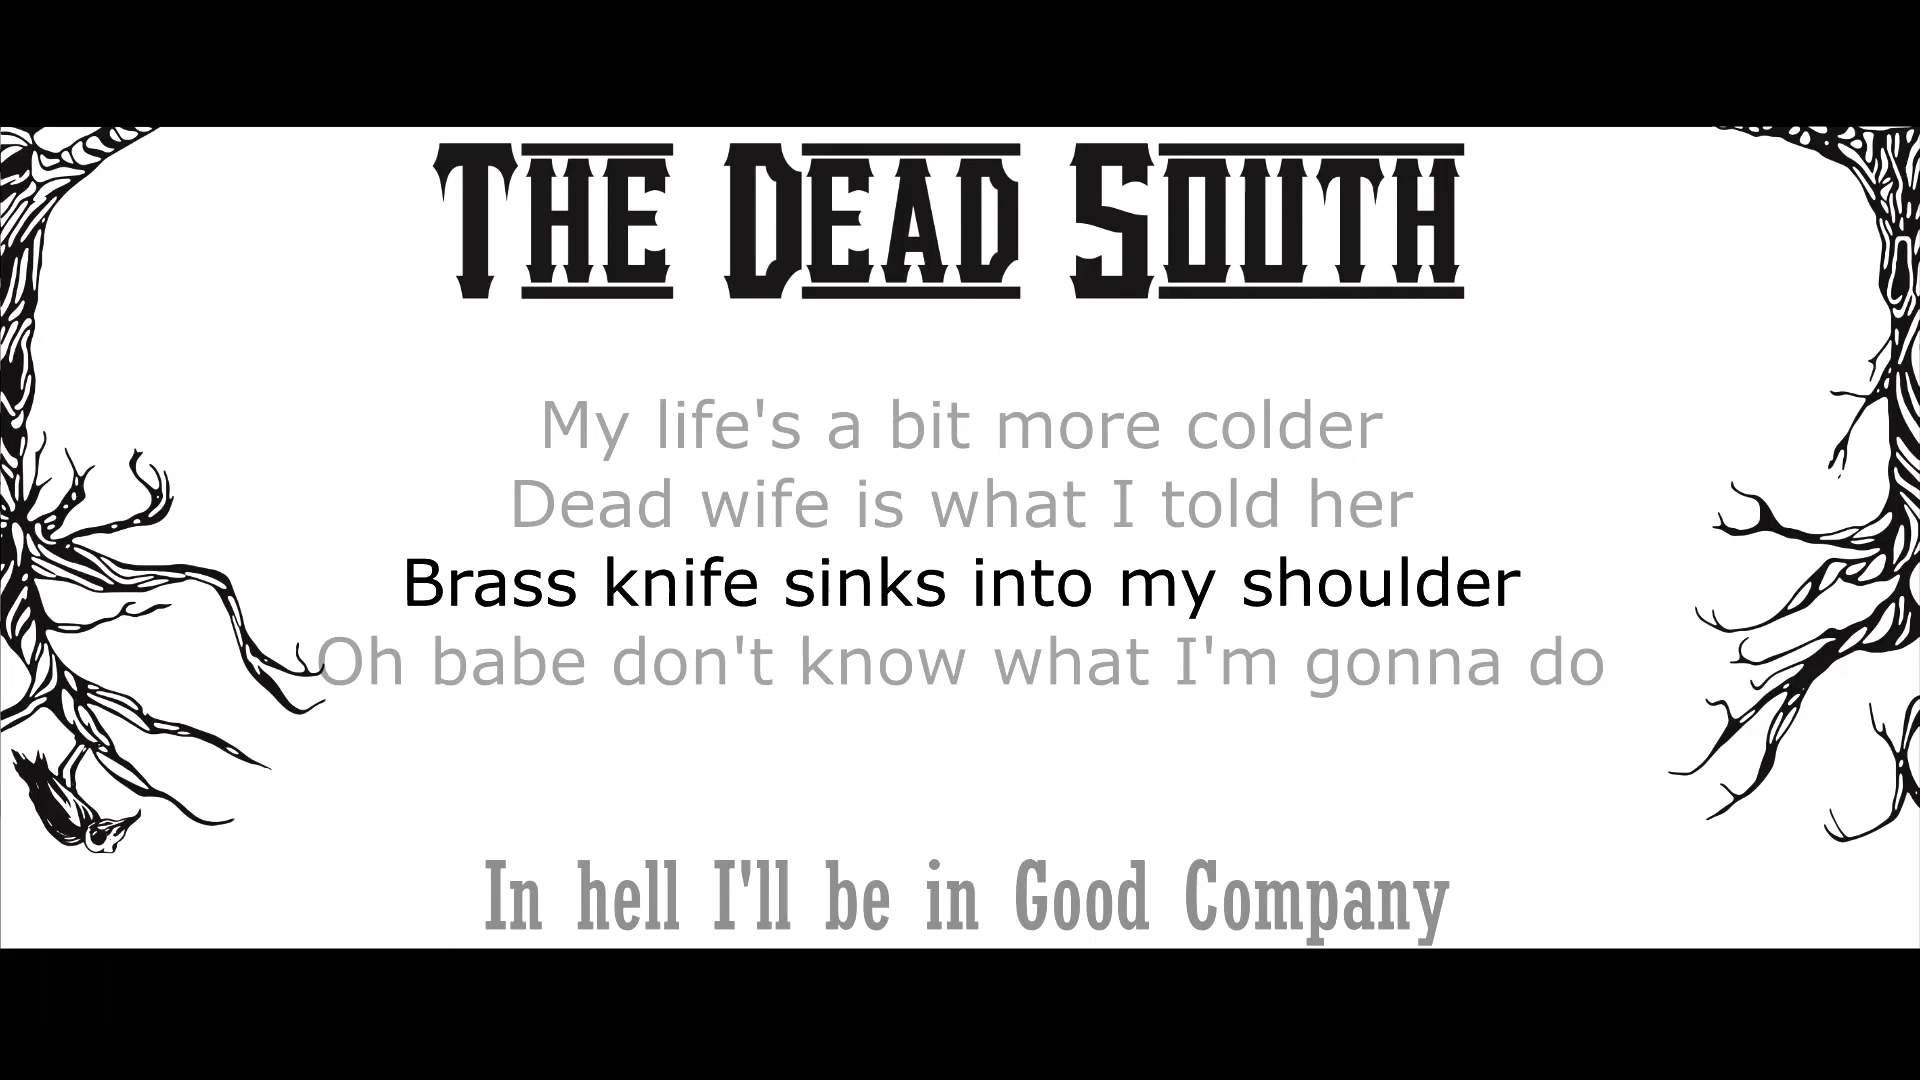 THE DEAD SOUTH
My life's a bit more colder
Dead wife is what I told her
Brass knife sinks into my shoulder
Oh babe don't know what I'm gonna do
In hell I'll be in Good Company